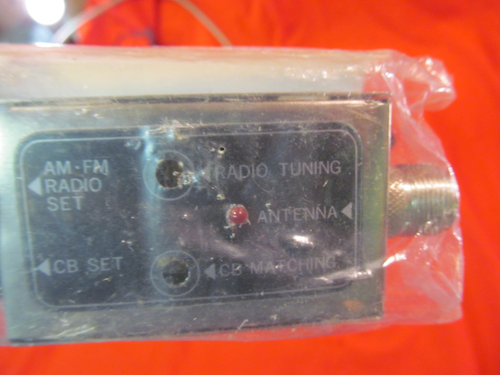 AM·FM
RADIO
SET
RADIO TUNING
ANTENNA
CB SET
CB MATCHING